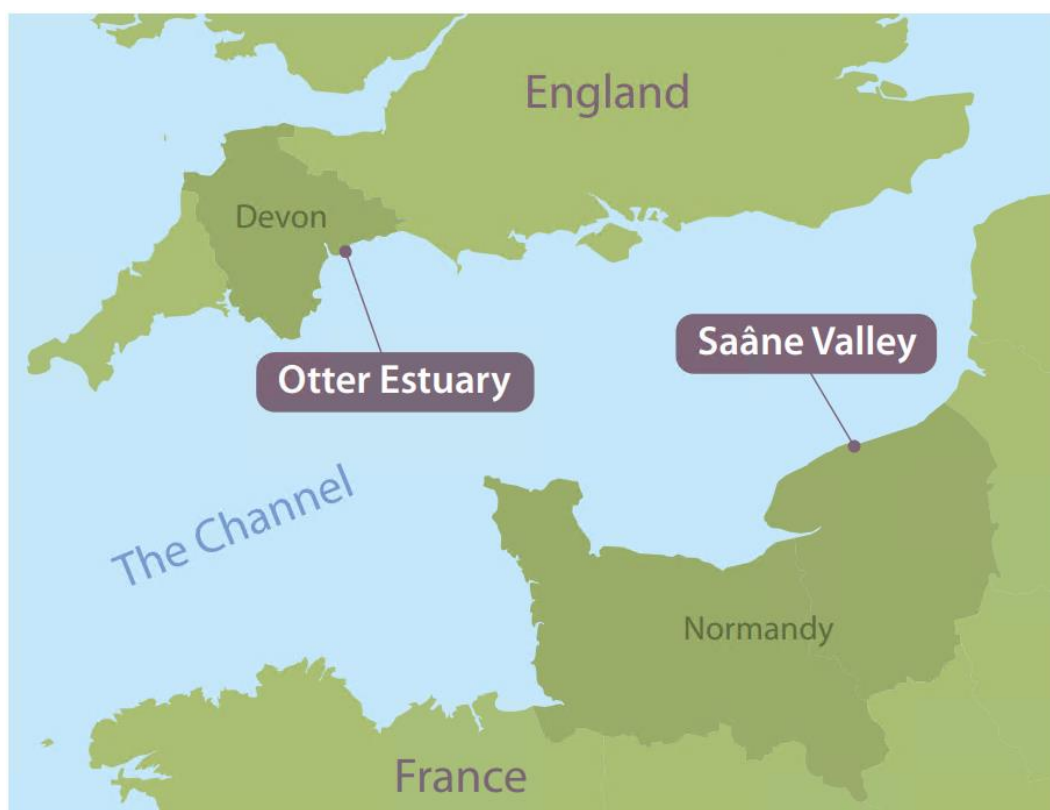 England
Devon
Saâne Valley
Otter Estuary
The Channel
Normandy
France